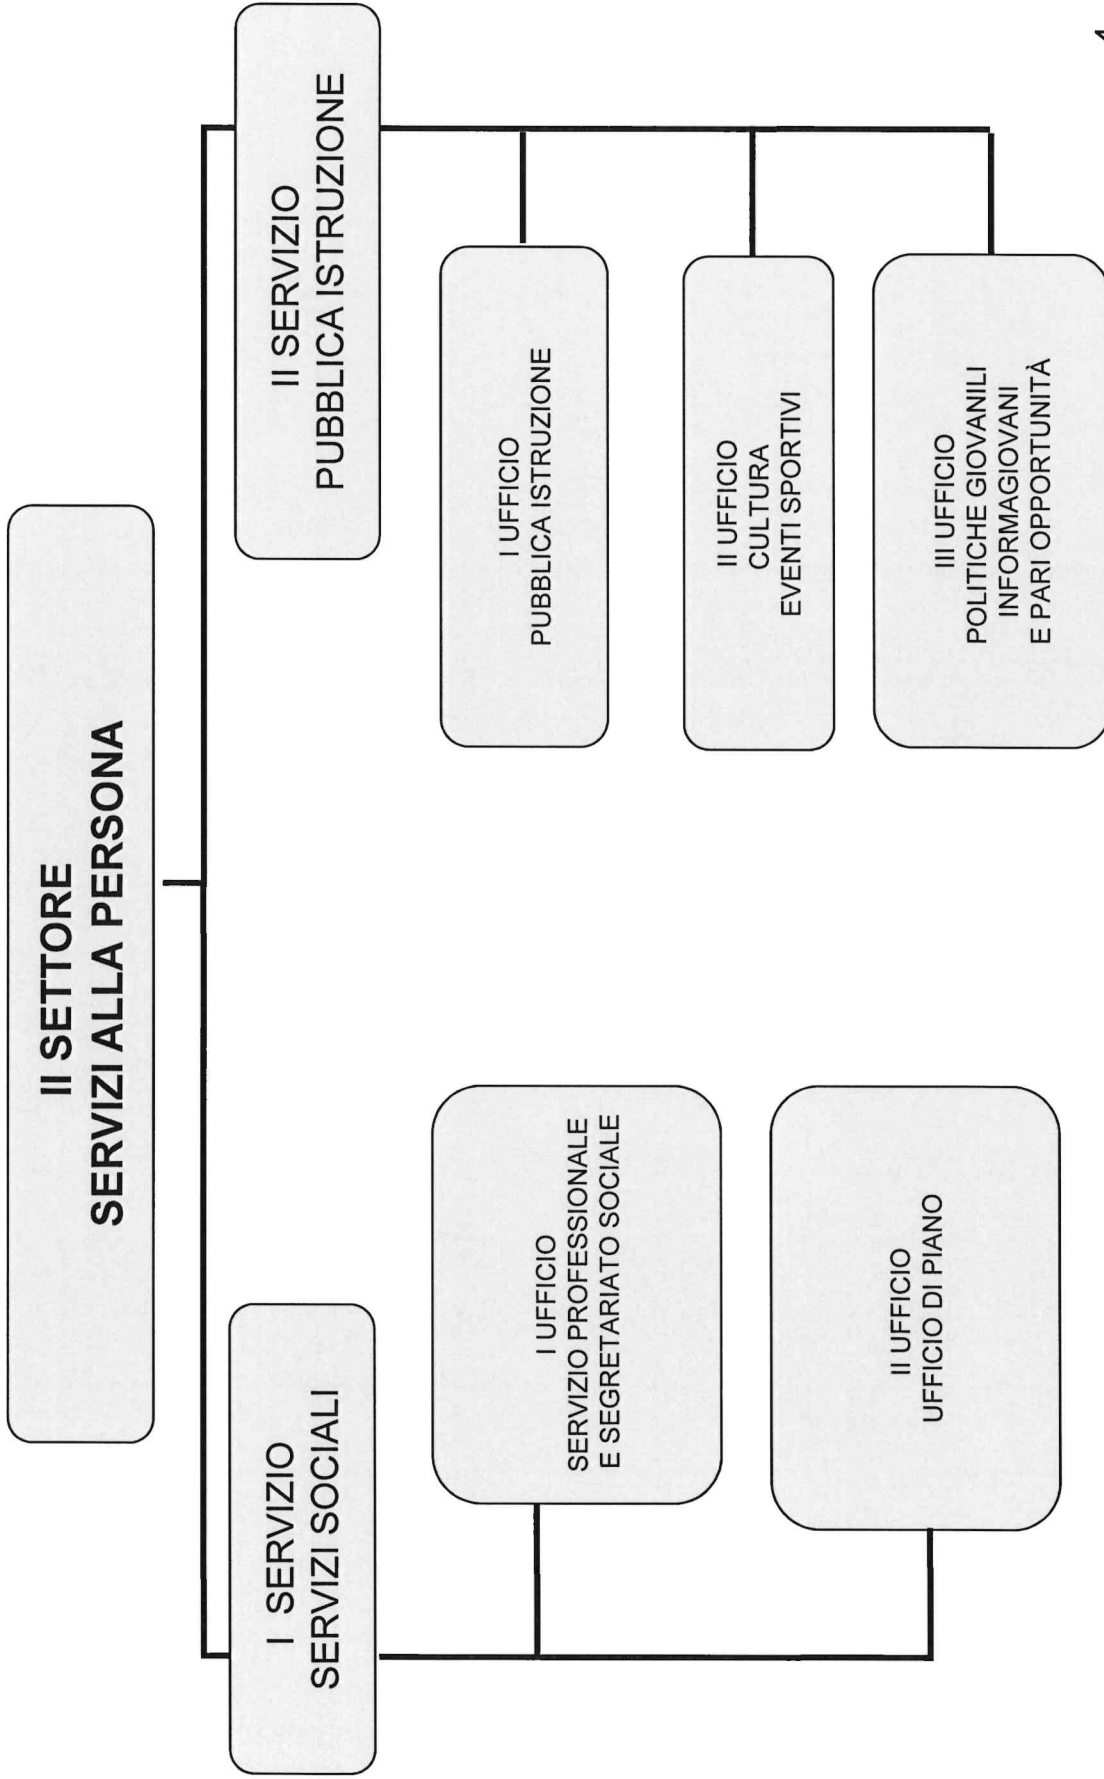 II SETTORE
SERVIZI ALLA PERSONA
I SERVIZIO
SERVIZI SOCIALI
I UFFICIO
SERVIZIO PROFESSIONALE
E SEGRETARIATO SOCIALE
II UFFICIO
UFFICIO DI PIANO
II SERVIZIO
PUBBLICA ISTRUZIONE
I UFFICIO
PUBBLICA ISTRUZIONE
II UFFICIO
CULTURA
EVENTI SPORTIVI
III UFFICIO
POLITICHE GIOVANILI
INFORMAGIOVANI
E PARI OPPORTUNITÀ